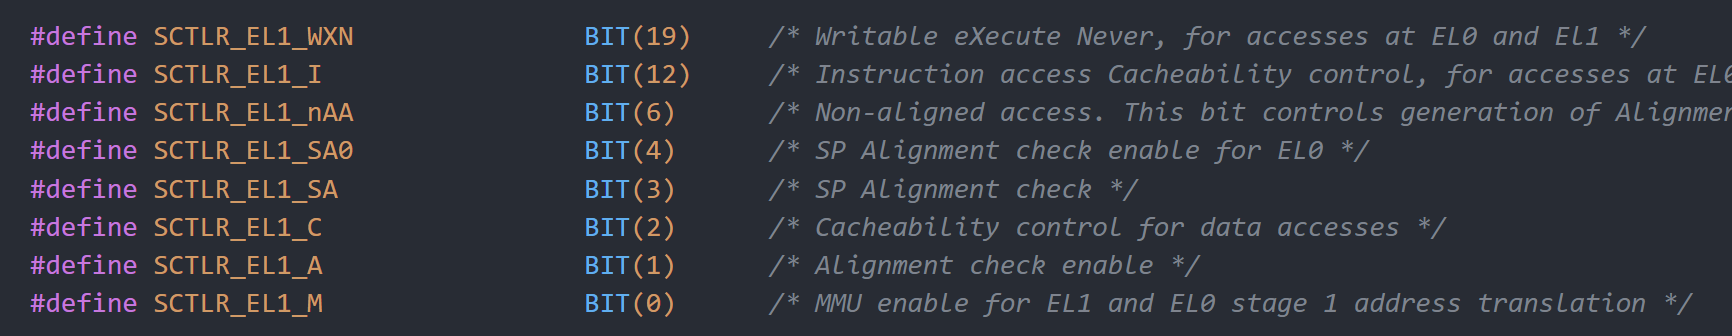 #define SCTLR_EL1_WXN BIT(19) /* Writable eXecute Never, for accesses at EL0 and El1 */
#define SCTLR_EL1_I BIT(12) /* Instruction access Cacheability control, for accesses at EL0
#define SCTLR_EL1_nAA BIT(6) /* Non-aligned access. This bit controls generation of
#define SCTLR_EL1_SA0 BIT(4) /* SP Alignment check enable for EL0 */
#define SCTLR_EL1_SA BIT(3) /* SP Alignment check */
#define SCTLR_EL1_C BIT(2) /* Cacheability control for data accesses */
#define SCTLR_EL1_A BIT(1) /* Alignment check enable */
#define SCTLR_EL1_M BIT(0) /* MMU enable for EL1 and EL0 stage 1 address translation */